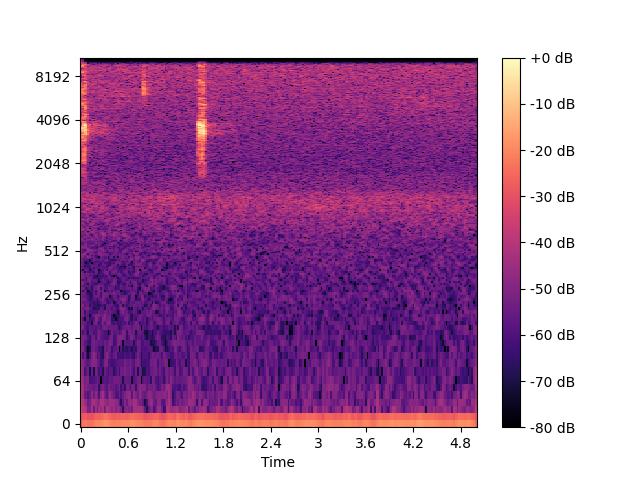 8192
4096
2048
1024
512
256
128
64
0
Hz
0 0.6 1.2 1.8 2.4 3 3.6 4.2 4.8
Time
+0 dB
-10 dB
-20 dB
-30 dB
-40 dB
-50 dB
-60 dB
-70 dB
-80 dB